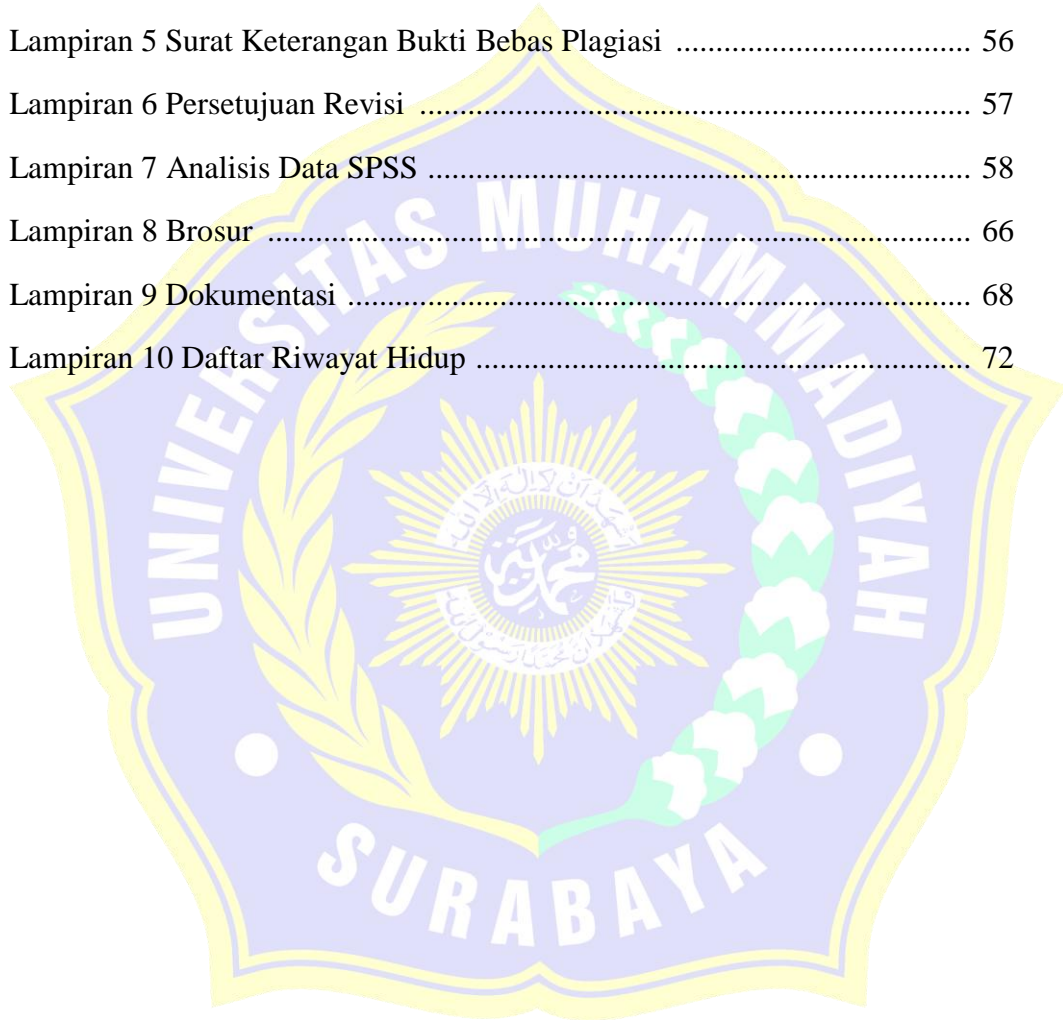 Lampiran 5 Surat Keterangan Bukti Bebas Plagiasi ................................... 56
Lampiran 6 Persetujuan Revisi .................................................................. 57
Lampiran 7 Analisis Data SPSS ................................................................. 58
Lampiran 8 Brosur .................................................................................... 66
Lampiran 9 Dokumentasi .......................................................................... 68
Lampiran 10 Daftar Riwayat Hidup ........................................................... 72
UNIVERSITAS MUHAMMADIYAH
محمد
SURABAYA